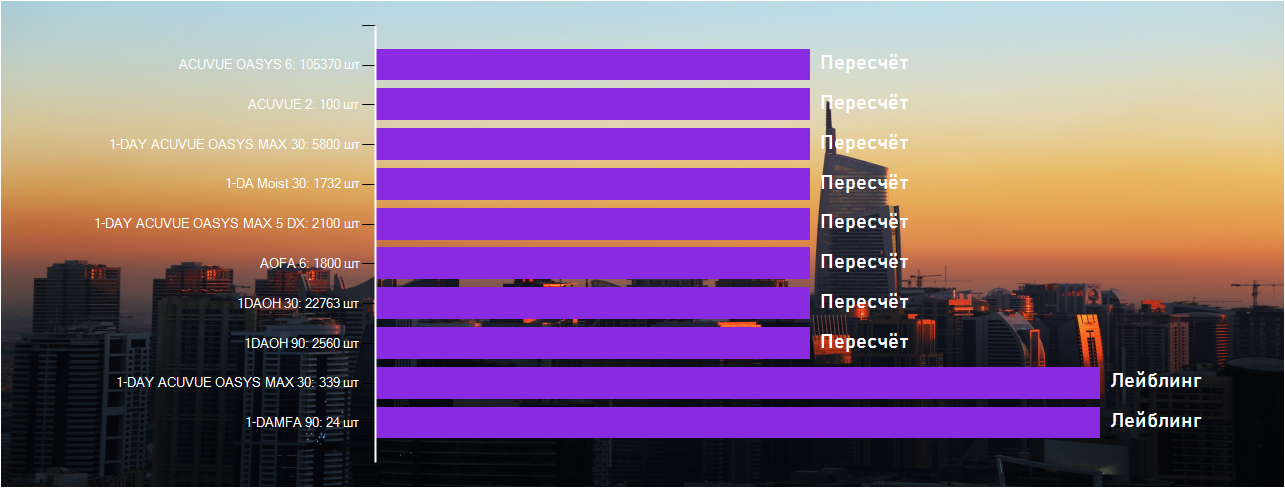 ACUVUE OASYS 6: 105370 шт Пересчёт
ACUVUE 2: 100 шт Пересчёт
1-DAY ACUVUE OASYS MAX 30: 5800 шт Пересчёт
1-DA Moist 30: 1732 шт Пересчёт
1-DAY ACUVUE OASYS MAX 5 DX: 2100 шт Пересчёт
AOFA 6: 1800 шт Пересчёт
1DAOH 30: 22763 шт Пересчёт
1DAOH 90: 2560 шт Пересчёт
1-DAY ACUVUE OASYS MAX 30: 339 шт Лейблинг
1-DAMFA 90: 24 шт Лейблинг